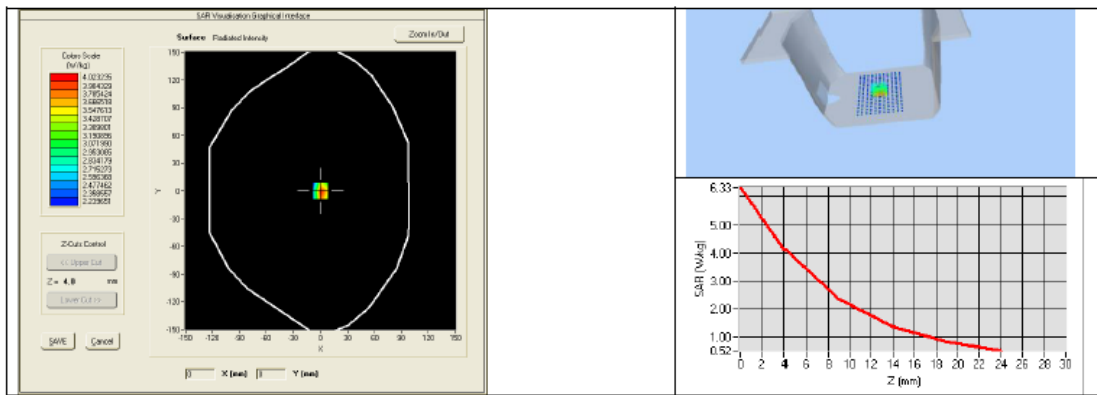 SAR Visualisation Graphical Interface
Surface Radiated Intensity
Zoom In/Out
Colors Scale
(W/kg)
4.023235
3.904329
3.785424
3.666518
3.547613
3.428707
3.309801
3.190896
3.071990
2.953085
2.834179
2.715273
2.596368
2.477462
2.358557
2.239651
Z-Cuts Control
<< Upper Cut
Z = 4.0 mm
Lower Cut >>
SAVE Cancel
150
120
90
60
30
0
-30
-60
-90
-120
-150
Y
-150 -120 -90 -60 -30 0 30 60 90 120 150
X
0 X (mm) Y (mm)
6.33
5.00
4.00
3.00
2.00
1.00
0.52
SAR (W/kg)
0 2 4 6 8 10 12 14 16 18 20 22 24 26 28 30
Z (mm)